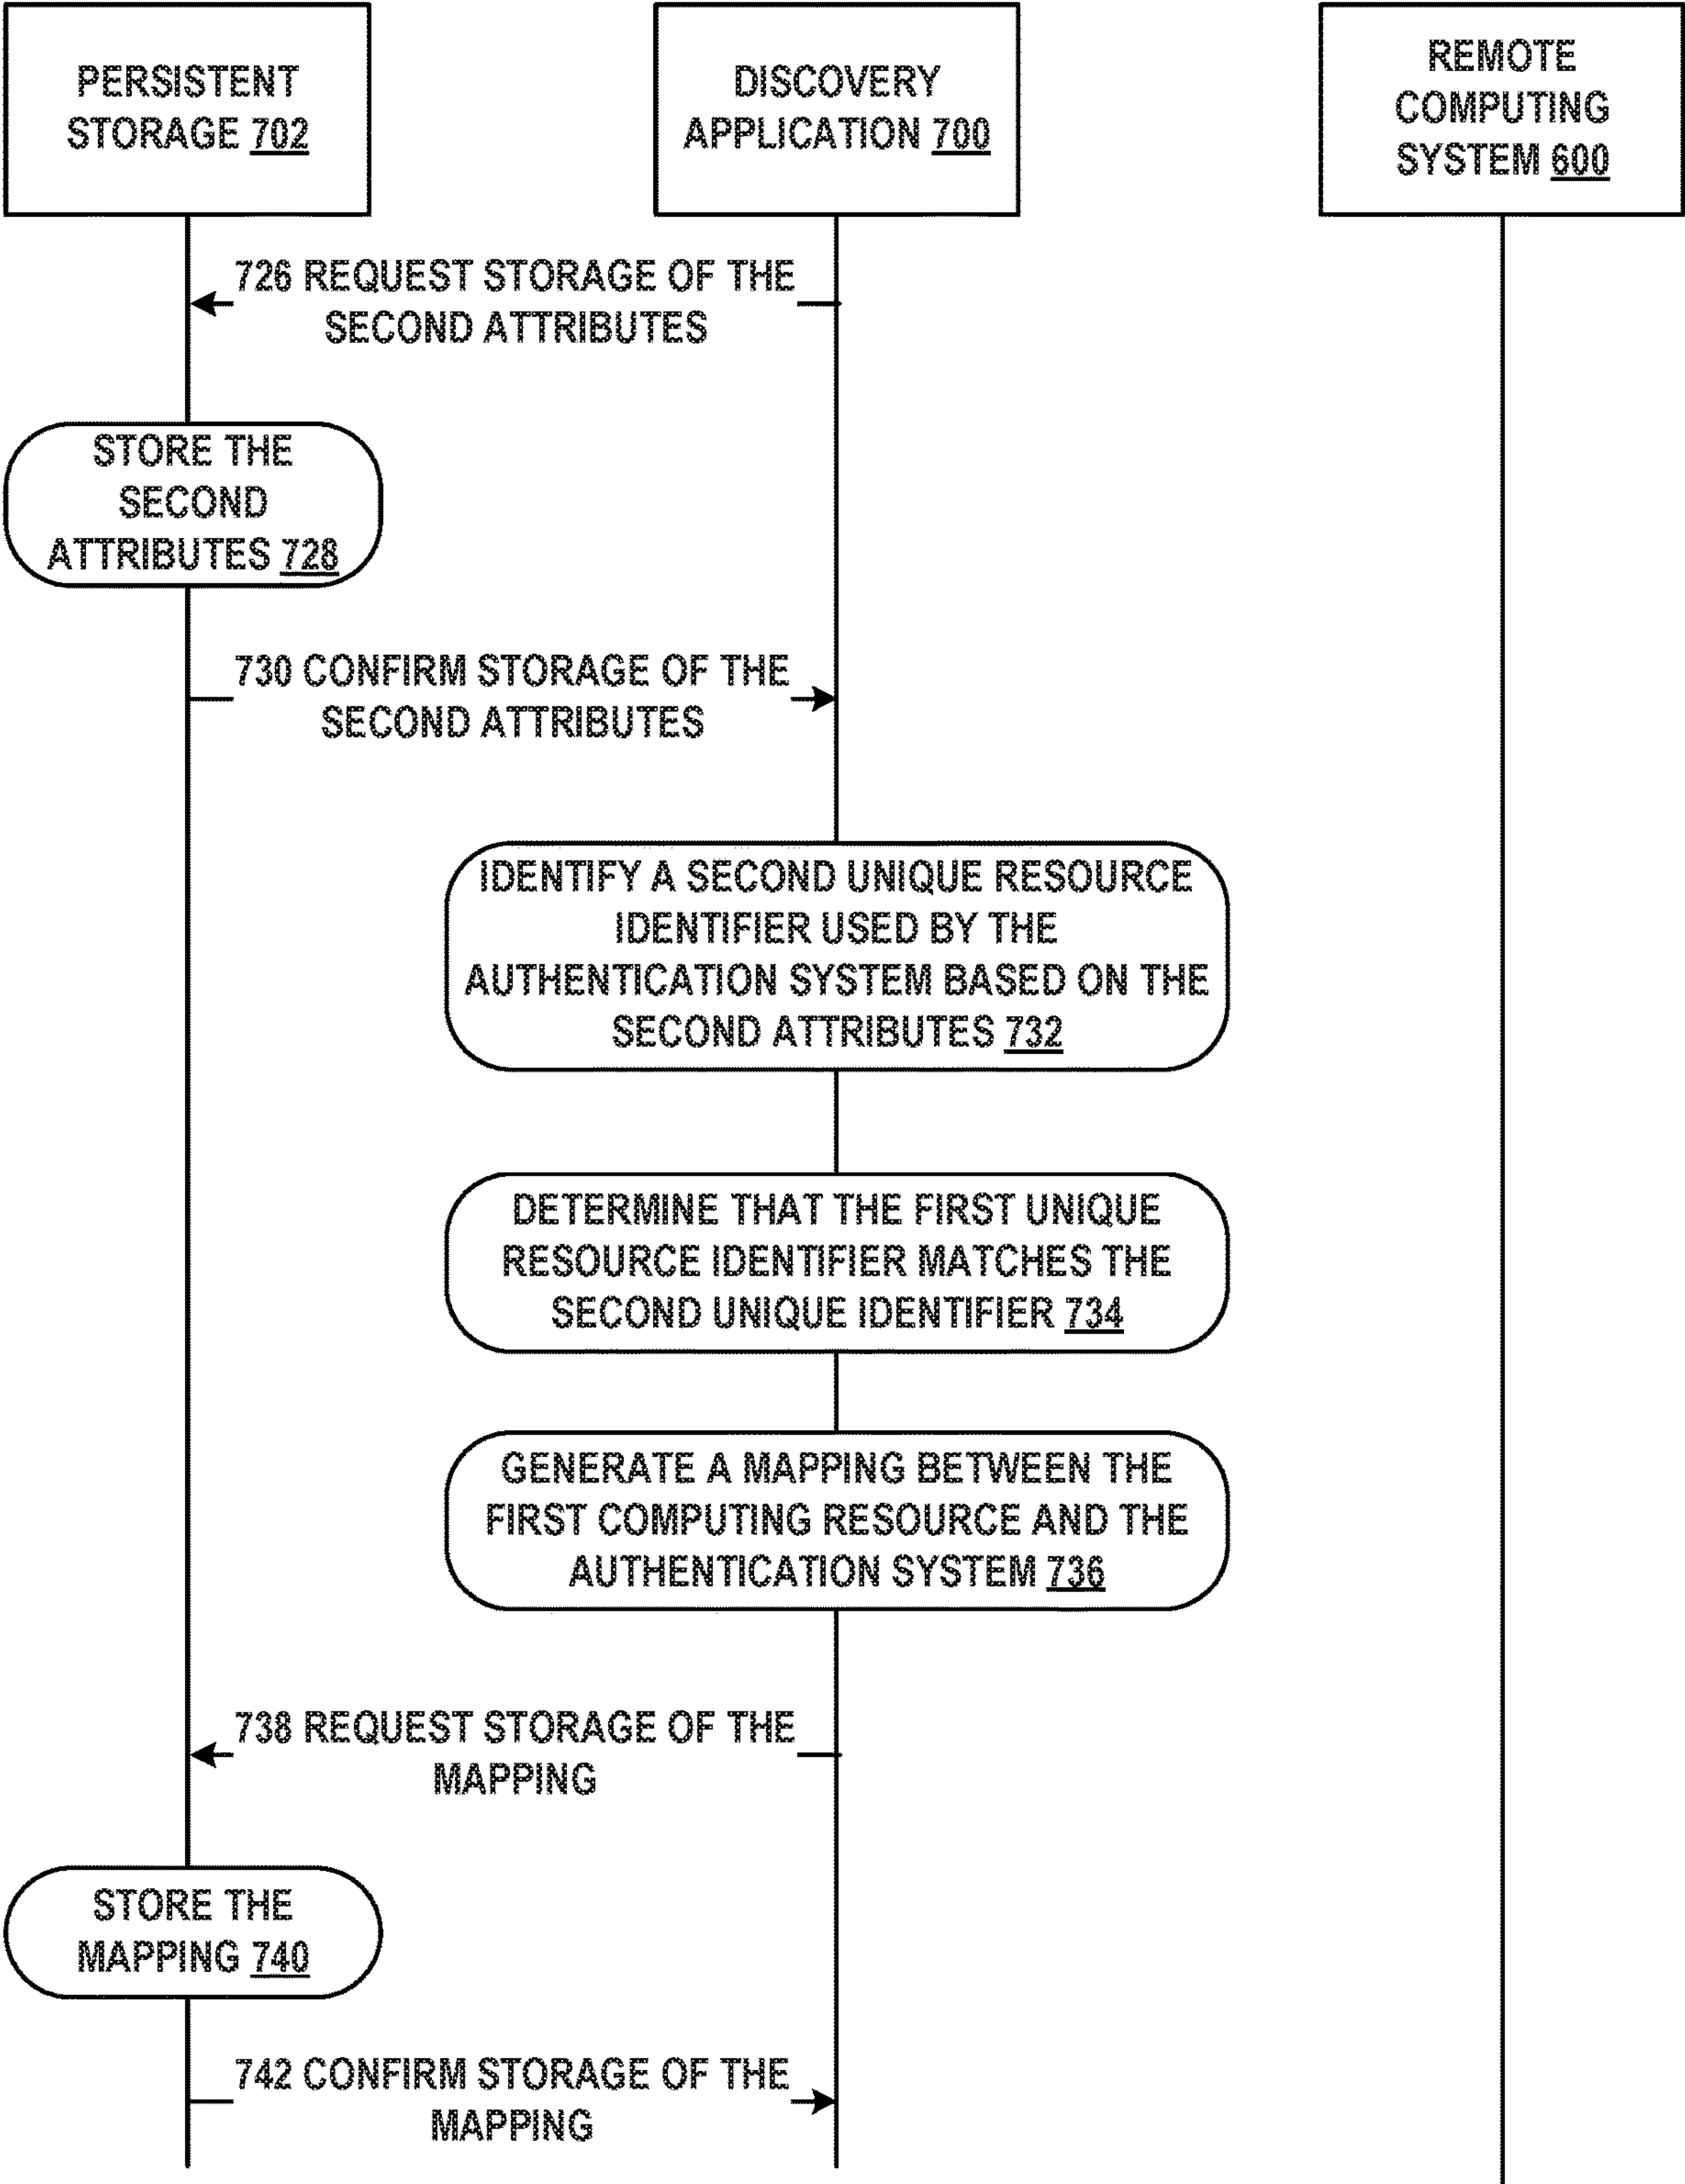 PERSISTENT
STORAGE 702
DISCOVERY
APPLICATION 700
REMOTE
COMPUTING
SYSTEM 600
726 REQUEST STORAGE OF THE
SECOND ATTRIBUTES
STORE THE
SECOND
ATTRIBUTES 728
730 CONFIRM STORAGE OF THE
SECOND ATTRIBUTES
IDENTIFY A SECOND UNIQUE RESOURCE
IDENTIFIER USED BY THE
AUTHENTICATION SYSTEM BASED ON THE
SECOND ATTRIBUTES 732
DETERMINE THAT THE FIRST UNIQUE
RESOURCE IDENTIFIER MATCHES THE
SECOND UNIQUE IDENTIFIER 734
GENERATE A MAPPING BETWEEN THE
FIRST COMPUTING RESOURCE AND THE
AUTHENTICATION SYSTEM 736
738 REQUEST STORAGE OF THE
MAPPING
STORE THE
MAPPING 740
742 CONFIRM STORAGE OF THE
MAPPING